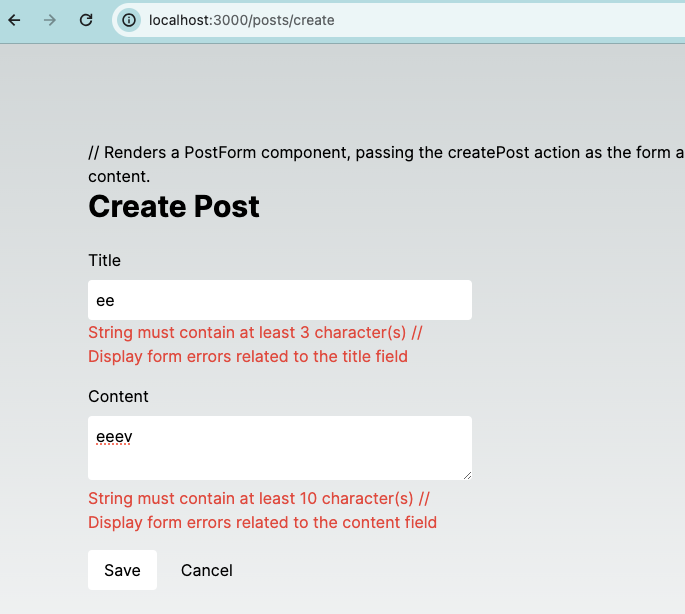 localhost:3000/posts/create
// Renders a PostForm component, passing the createPost action as the form a
content.
Create Post
Title
ee
String must contain at least 3 character(s) //
Display form errors related to the title field
Content
eeev
String must contain at least 10 character(s) //
Display form errors related to the content field
Save Cancel